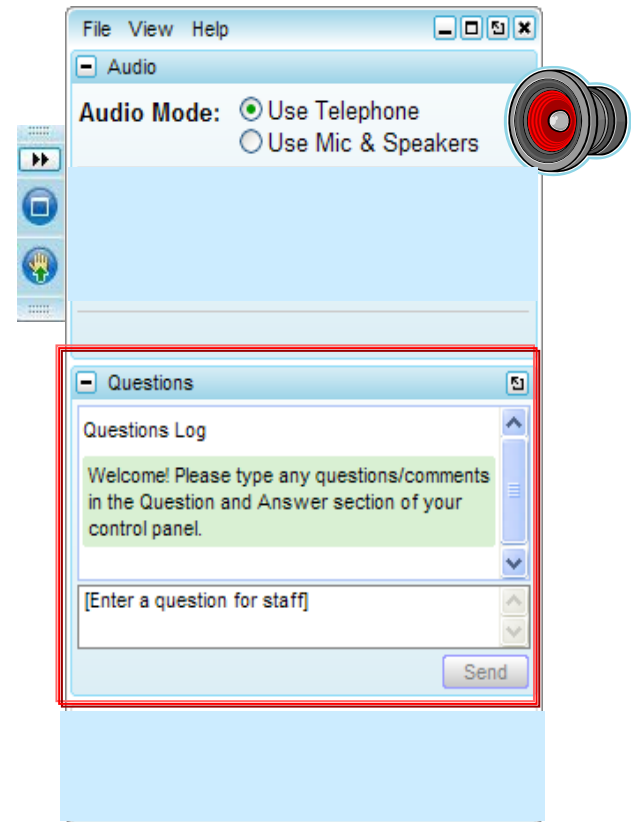 File View Help
Audio
Audio Mode: Use Telephone
Use Mic & Speakers
Questions
Questions Log
Welcome! Please type any questions/comments
in the Question and Answer section of your
control panel.
[Enter a question for staff]
Send